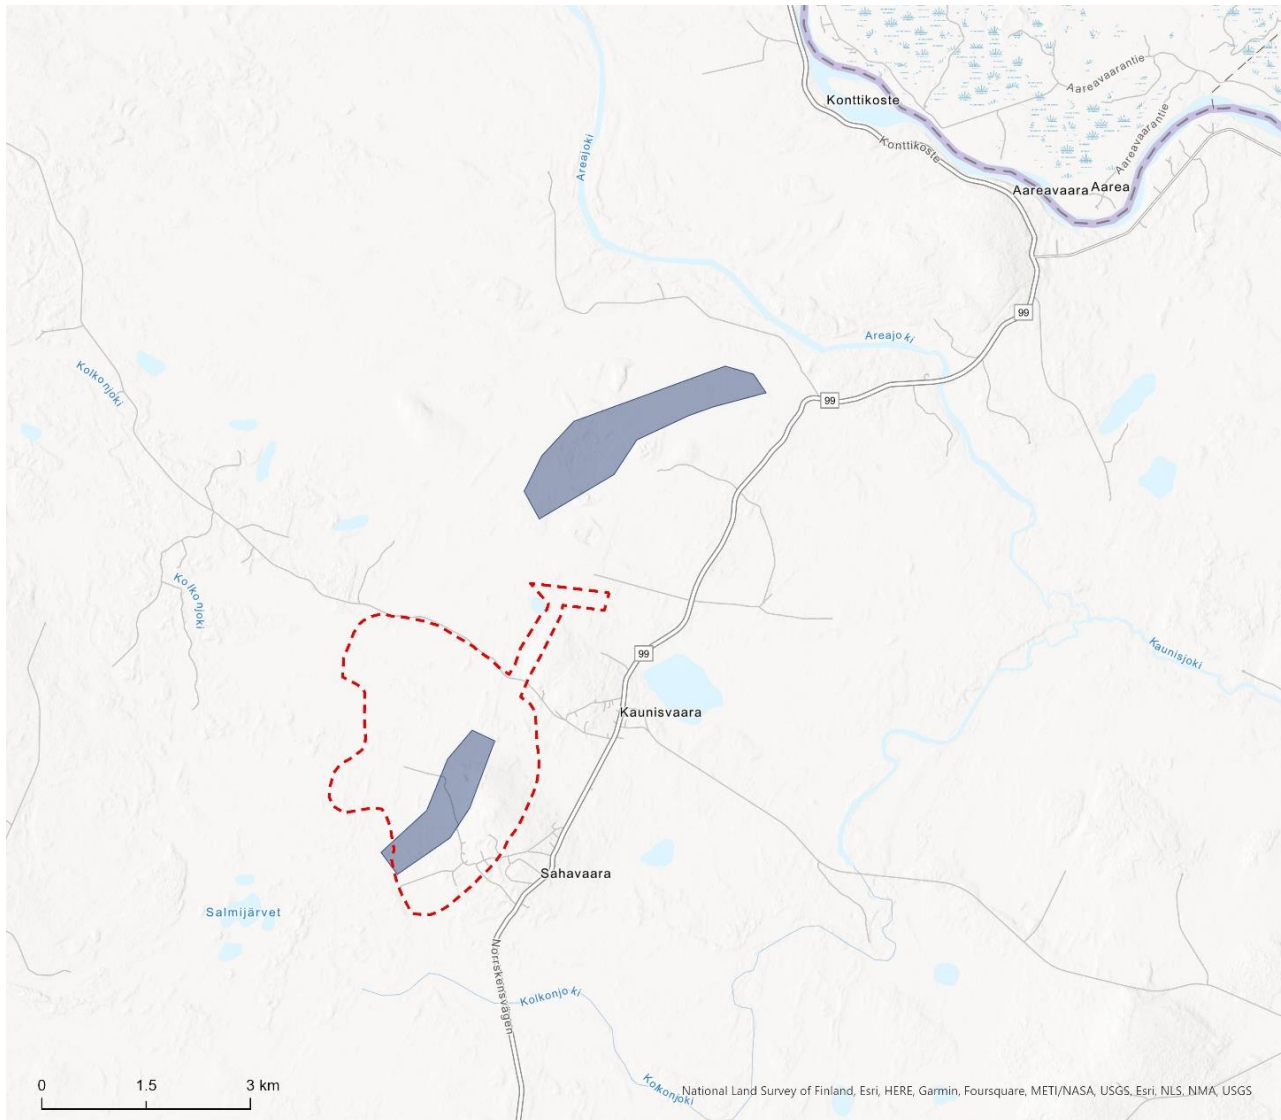 Aareavaarantie
Konttikoste
Aareavaarantie
Areajoki
Konttikoste
Aareavaara
Aarea
99
Areajoki
Kolkonjoki
99
Kolkonjoki
Kaunisjoki
99
Kaunisvaara
Sahavaara
Salmijärvet
Norrskensvägen
Kolkonjoki
Kolkonjoki
0 1.5 3 km
National Land Survey of Finland, Esri, HERE, Garmin, Foursquare, METI/NASA, USGS, Esri, NLS, NMA, USGS